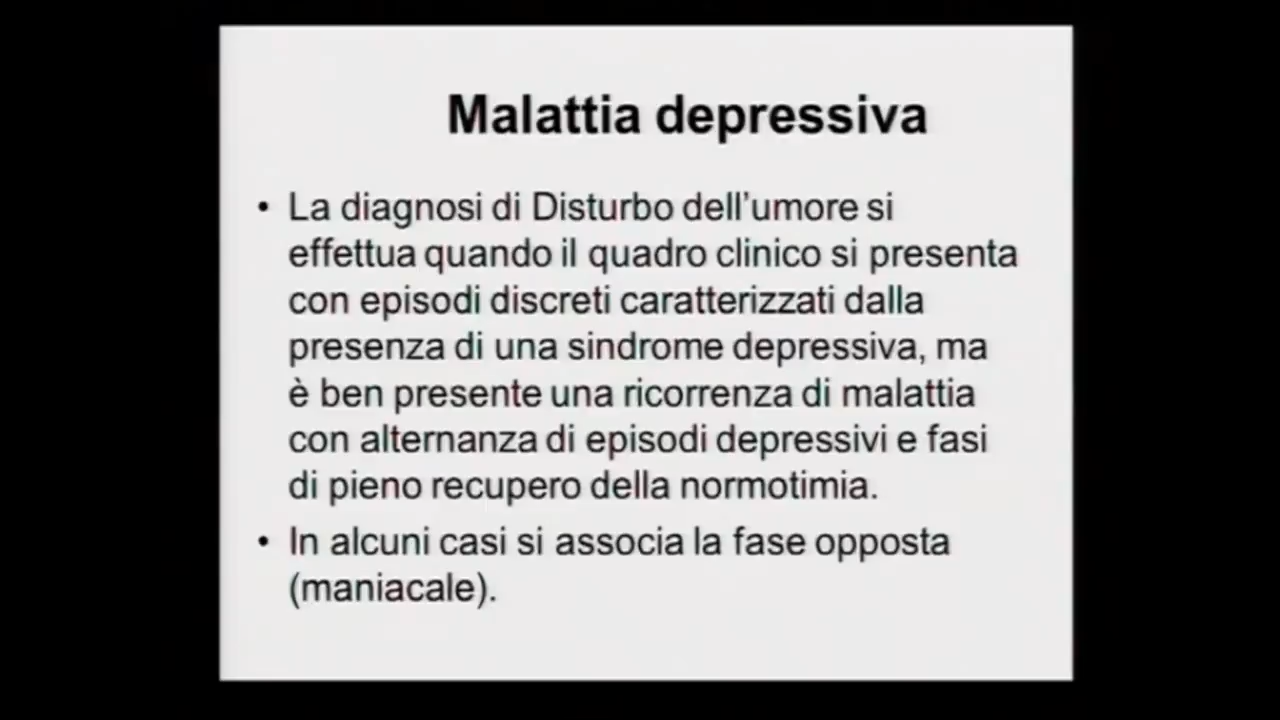 Malattia depressiva
• La diagnosi di Disturbo dell'umore si
effettua quando il quadro clinico si presenta
con episodi discreti caratterizzati dalla
presenza di una sindrome depressiva, ma
è ben presente una ricorrenza di malattia
con alternanza di episodi depressivi e fasi
di pieno recupero della normotimia.
• In alcuni casi si associa la fase opposta
(maniacale).